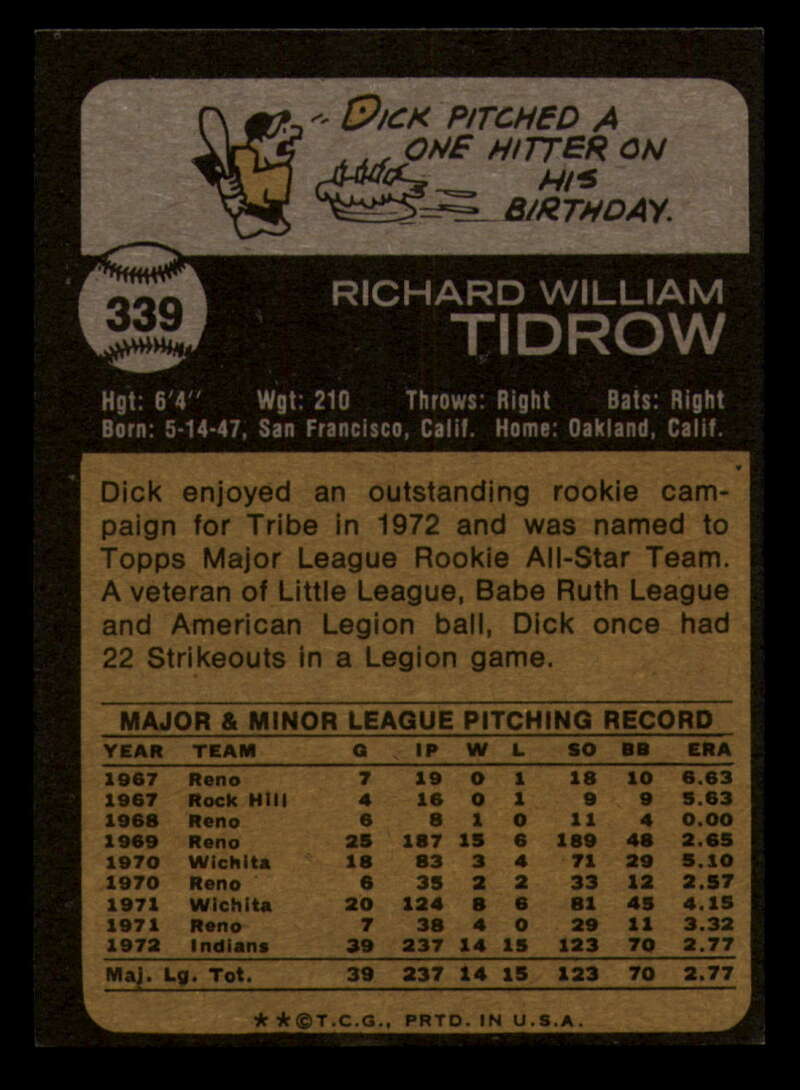 DICK PITCHED A
ONE HITTER ON
HIS
BIRTHDAY.
339
RICHARD WILLIAM
TIDROW
Hgt: 6'4" Wgt: 210 Throws: Right Bats: Right
Born: 5-14-47, San Francisco, Calif. Home: Oakland, Calif.
Dick enjoyed an outstanding rookie cam-
paign for Tribe in 1972 and was named to
Topps Major League Rookie All-Star Team.
A veteran of Little League, Babe Ruth League
and American Legion ball, Dick once had
22 Strikeouts in a Legion game.
MAJOR & MINOR LEAGUE PITCHING RECORD
YEAR TEAM G IP W L SO BB ERA
1967 Reno 7 19 0 1 18 10 6.63
1967 Rock Hill 4 16 0 1 9 9 5.63
1968 Reno 6 8 1 0 11 4 0.00
1969 Reno 25 187 15 6 189 48 2.65
1970 Wichita 18 83 3 4 71 29 5.10
1970 Reno 6 35 2 2 33 12 2.57
1971 Wichita 20 124 8 6 81 45 4.15
1971 Reno 7 38 4 0 29 11 3.32
1972 Indians 39 237 14 15 123 70 2.77
Maj. Lg. Tot. 39 237 14 15 123 70 2.77
★★©T.C.G., PRTD. IN U.S.A.